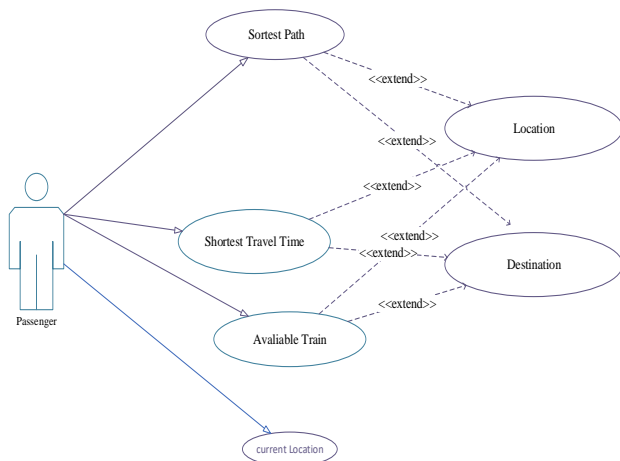 Sortest Path
<<extend>>
<<extend>>
Location
<<extend>>
Shortest Travel Time
<<extend>>
<<extend>>
Destination
<<extend>>
Passenger
Avaliable Train
current Location